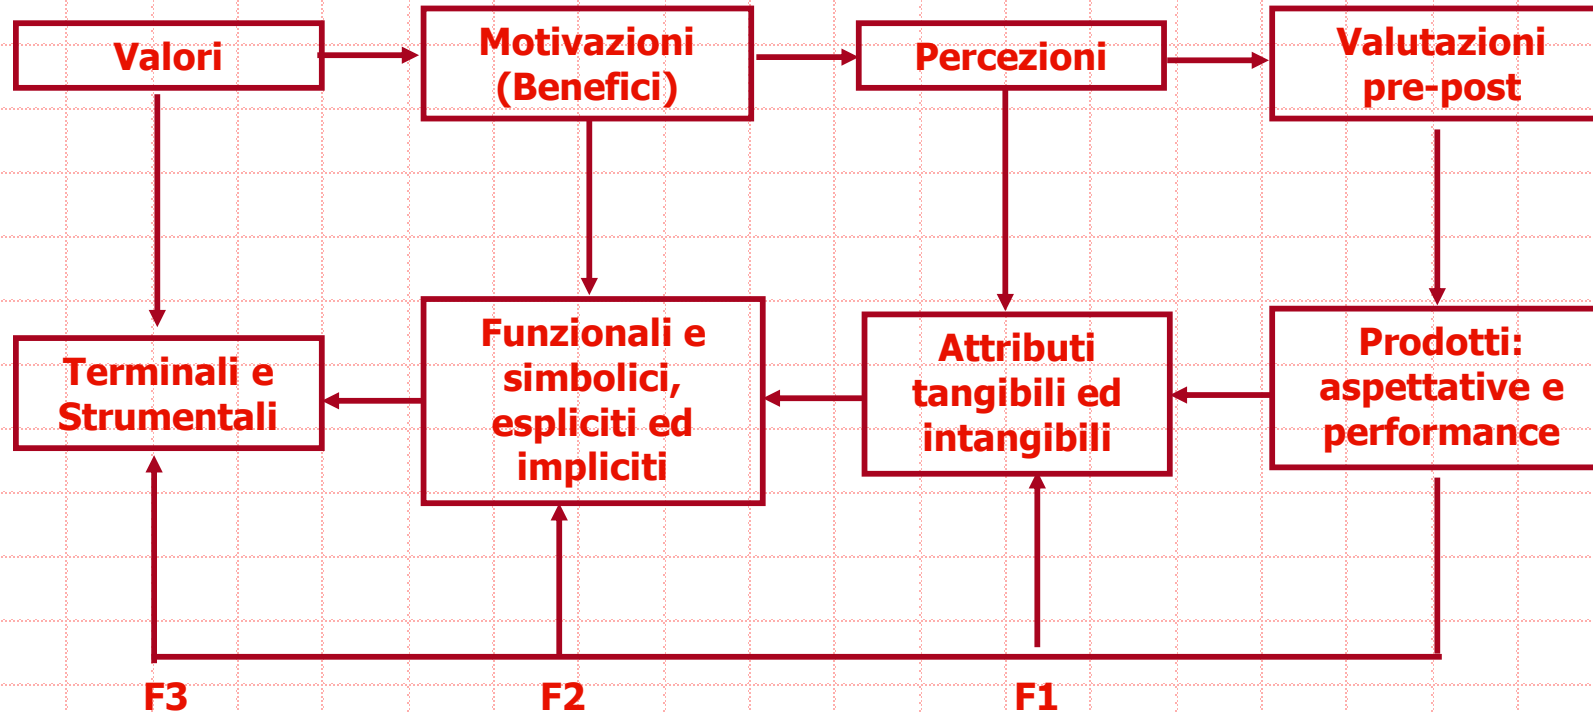 Valori
Motivazioni
(Benefici)
Percezioni
Valutazioni
pre-post
Terminali e
Strumentali
Funzionali e
simbolici,
espliciti ed
impliciti
Attributi
tangibili ed
intangibili
Prodotti:
aspettative e
performance
F3
F2
F1